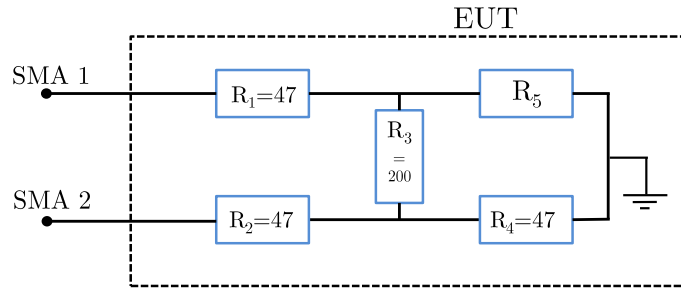 EUT
SMA 1
R₁=47
R₅
R₃
=
200
SMA 2
R₂=47
R₄=47